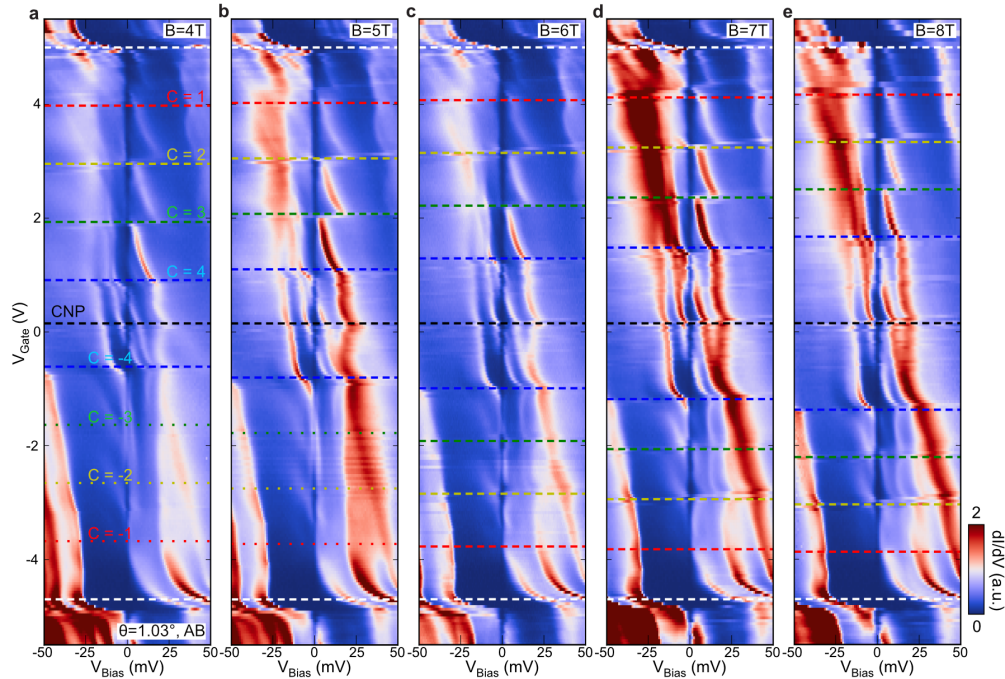 a
b
c
d
e
B=4T
B=5T
B=6T
B=7T
B=8T
C = 1
C = 2
C = 3
C = 4
CNP
C = -4
C = -3
C = -2
C = -1
θ=1.03°, AB
V_Gate (V)
4
2
0
-2
-4
2
0
dI/dV (a.u.)
-50 -25 0 25 50
-50 -25 0 25 50
-50 -25 0 25 50
-50 -25 0 25 50
-50 -25 0 25 50
V_Bias (mV)
V_Bias (mV)
V_Bias (mV)
V_Bias (mV)
V_Bias (mV)